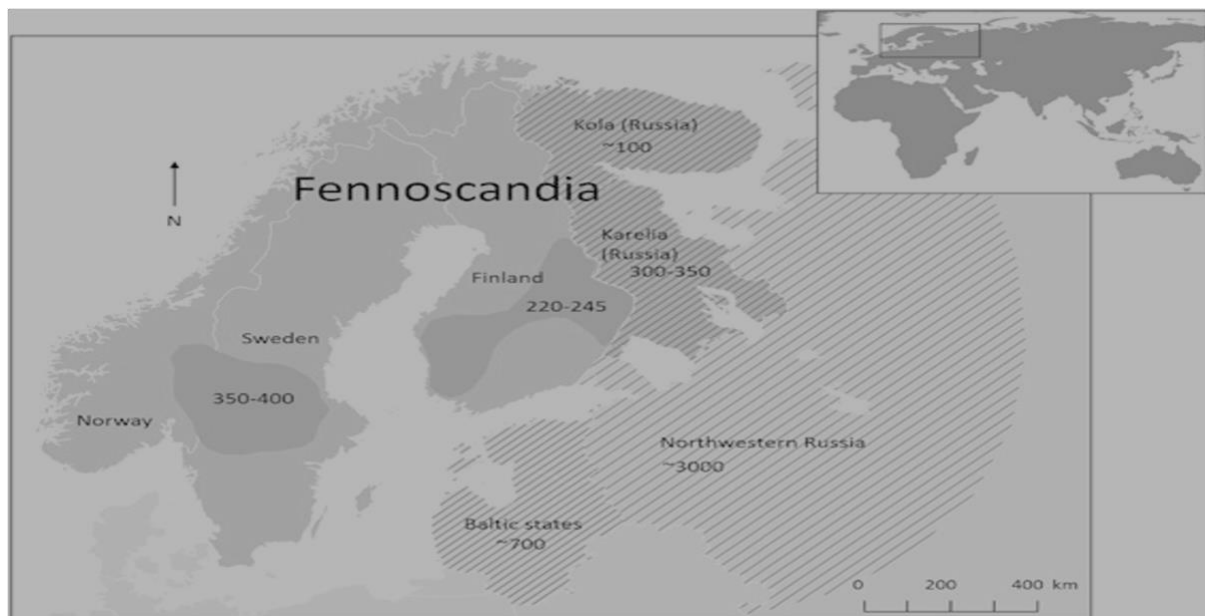 Kola (Russia)
~100
Fennoscandia
N
Karelia
(Russia)
300-350
Finland
220-245
Sweden
350-400
Norway
Northwestern Russia
~3000
Baltic states
~700
0 200 400 km